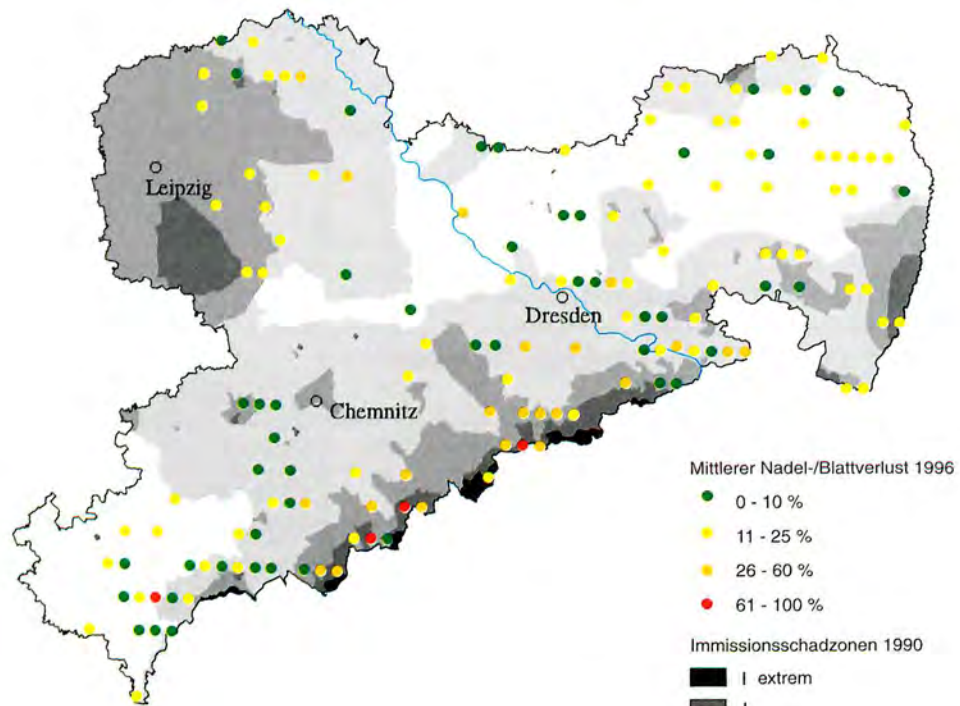 Leipzig
Dresden
Chemnitz
Mittlerer Nadel-/Blattverlust 1996
0 - 10 %
11 - 25 %
26 - 60 %
61 - 100 %
Immissionsschadzonen 1990
I extrem
I